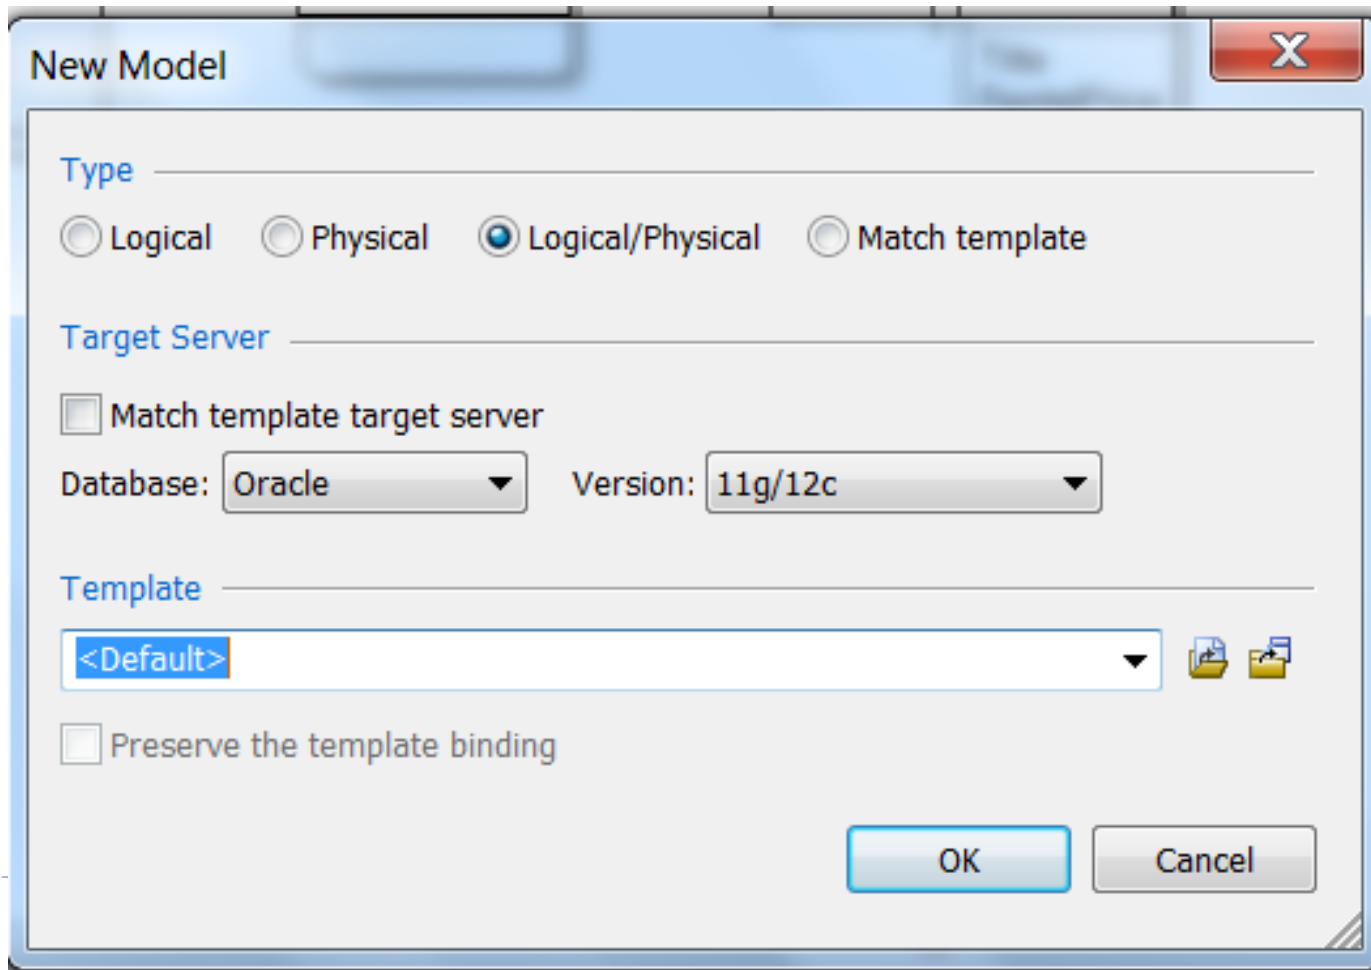 New Model
Type
Logical Physical Logical/Physical Match template
Target Server
Match template target server
Database: Oracle Version: 11g/12c
Template
<Default>
Preserve the template binding
OK Cancel